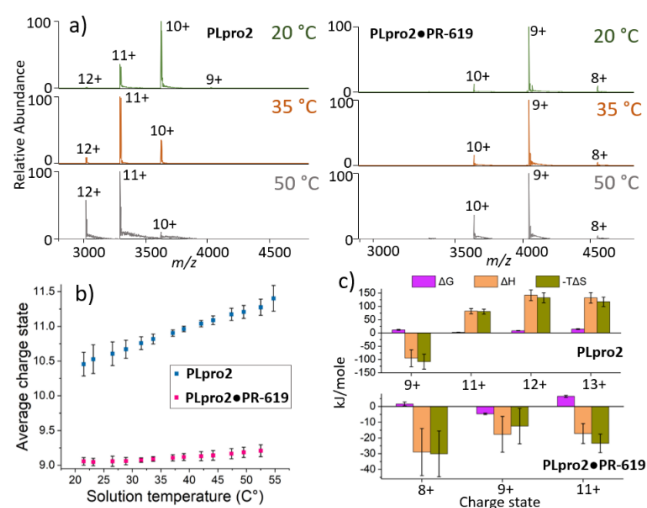 a)
PLpro2
20 °C
12+
11+
10+
9+
100
0
35 °C
12+
11+
10+
100
0
50 °C
12+
11+
10+
100
0
Relative Abundance
3000 3500 4000 4500
m/z
PLpro2●PR-619
20 °C
10+
9+
8+
100
0
35 °C
10+
9+
8+
100
0
50 °C
10+
9+
8+
100
0
3000 3500 4000 4500
m/z
b)
Average charge state
11.5
11.0
10.5
10.0
9.5
9.0
PLpro2
PLpro2●PR-619
20 25 30 35 40 45 50 55
Solution temperature (C°)
c)
ΔG ΔH -TΔS
kJ/mole
150
100
50
0
-50
-100
-150
PLpro2
9+ 11+ 12+ 13+
0
-10
-20
-30
-40
PLpro2●PR-619
8+ 9+ 11+
Charge state